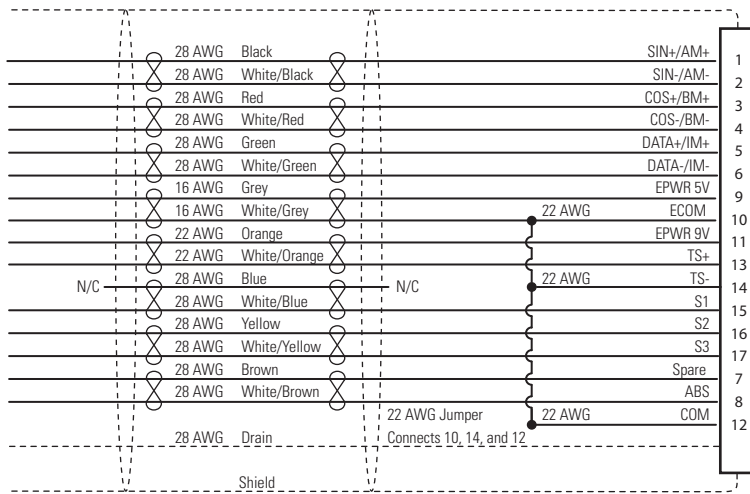 28 AWG Black SIN+/AM+ 1
28 AWG White/Black SIN-/AM- 2
28 AWG Red COS+/BM+ 3
28 AWG White/Red COS-/BM- 4
28 AWG Green DATA+/IM+ 5
28 AWG White/Green DATA-/IM- 6
16 AWG Grey EPWR 5V 9
16 AWG White/Grey 22 AWG ECOM 10
22 AWG Orange EPWR 9V 11
22 AWG White/Orange TS+ 13
N/C 28 AWG Blue N/C 22 AWG TS- 14
28 AWG White/Blue S1 15
28 AWG Yellow S2 16
28 AWG White/Yellow S3 17
28 AWG Brown Spare 7
28 AWG White/Brown ABS 8
22 AWG Jumper 22 AWG COM 12
28 AWG Drain Connects 10, 14, and 12
Shield